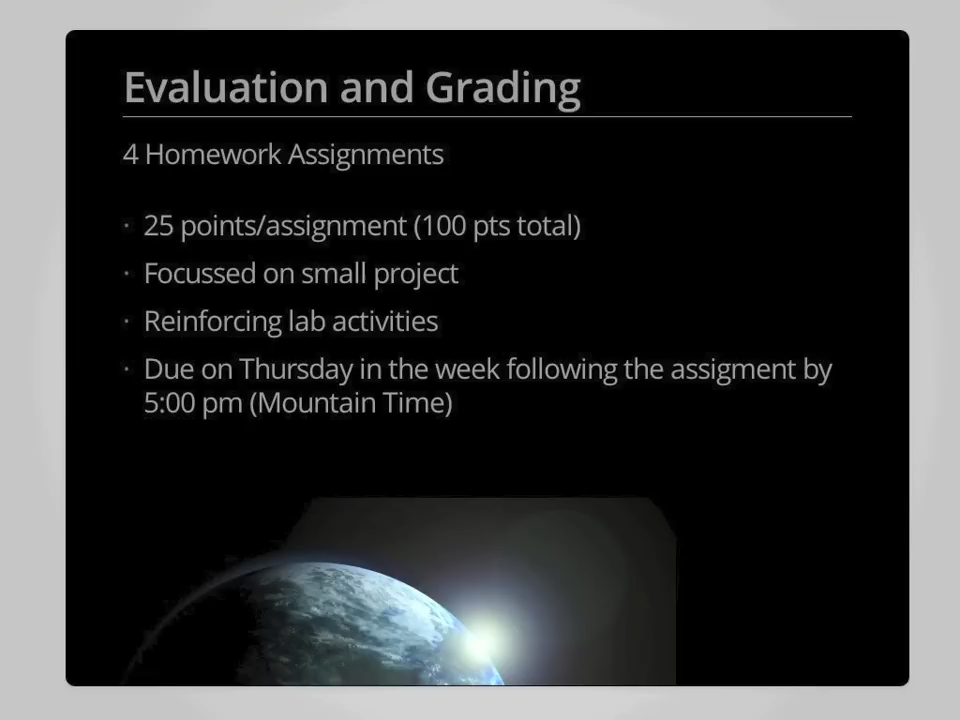 Evaluation and Grading
4 Homework Assignments
· 25 points/assignment (100 pts total)
· Focussed on small project
· Reinforcing lab activities
· Due on Thursday in the week following the assigment by
5:00 pm (Mountain Time)